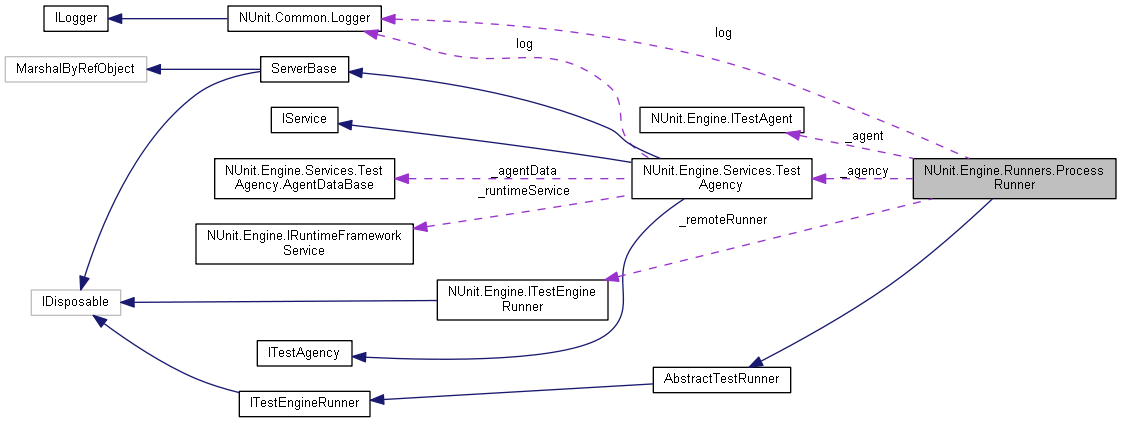 ILogger
NUnit.Common.Logger
log
log
MarshalByRefObject
ServerBase
IService
NUnit.Engine.ITestAgent
_agent
NUnit.Engine.Services.Test
Agency.AgentDataBase
_agentData
_runtimeService
NUnit.Engine.Services.Test
Agency
_agency
NUnit.Engine.Runners.Process
Runner
NUnit.Engine.IRuntimeFramework
Service
_remoteRunner
IDisposable
NUnit.Engine.ITestEngine
Runner
ITestAgency
AbstractTestRunner
ITestEngineRunner